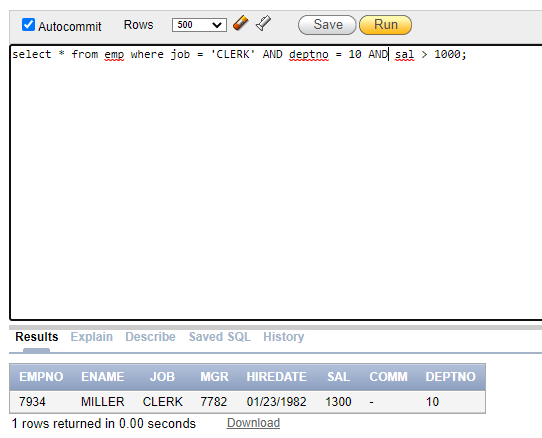 Autocommit Rows 500 Save Run
select * from emp where job = 'CLERK' AND deptno = 10 AND sal > 1000;
Results Explain Describe Saved SQL History
EMPNO ENAME JOB MGR HIREDATE SAL COMM DEPTNO
7934 MILLER CLERK 7782 01/23/1982 1300 - 10
1 rows returned in 0.00 seconds Download